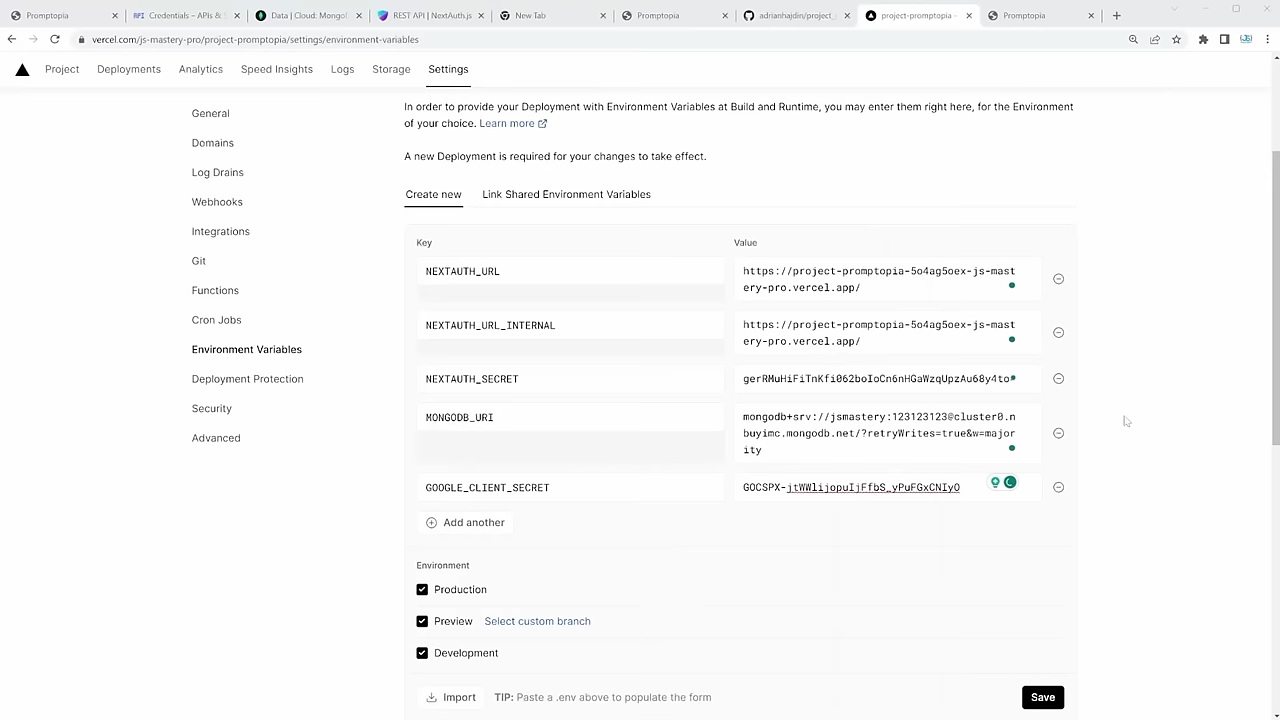 Promptopia
RPI Credentials – APIs & S
Data | Cloud: Mongo
REST API | NextAuth.js
New Tab
Promptopia
adrianhajdin/project_
project-promptopia –
Promptopia
vercel.com/js-mastery-pro/project-promptopia/settings/environment-variables
Project Deployments Analytics Speed Insights Logs Storage Settings
General
Domains
Log Drains
Webhooks
Integrations
Git
Functions
Cron Jobs
Environment Variables
Deployment Protection
Security
Advanced
In order to provide your Deployment with Environment Variables at Build and Runtime, you may enter them right here, for the Environment
of your choice. Learn more
A new Deployment is required for your changes to take effect.
Create new Link Shared Environment Variables
Key Value
NEXTAUTH_URL
https://project-promptopia-5o4ag5oex-js-mast
ery-pro.vercel.app/
NEXTAUTH_URL_INTERNAL
https://project-promptopia-5o4ag5oex-js-mast
ery-pro.vercel.app/
NEXTAUTH_SECRET
gerRMuHiFiTnKfi062boIoCn6nHGaWzqUpzAu68y4to
MONGODB_URI
mongodb+srv://jsmastery:123123123@cluster0.n
buyimc.mongodb.net/?retryWrites=true&w=major
ity
GOOGLE_CLIENT_SECRET
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
Add another
Environment
Production
Preview Select custom branch
Development
Import TIP: Paste a .env above to populate the form Save